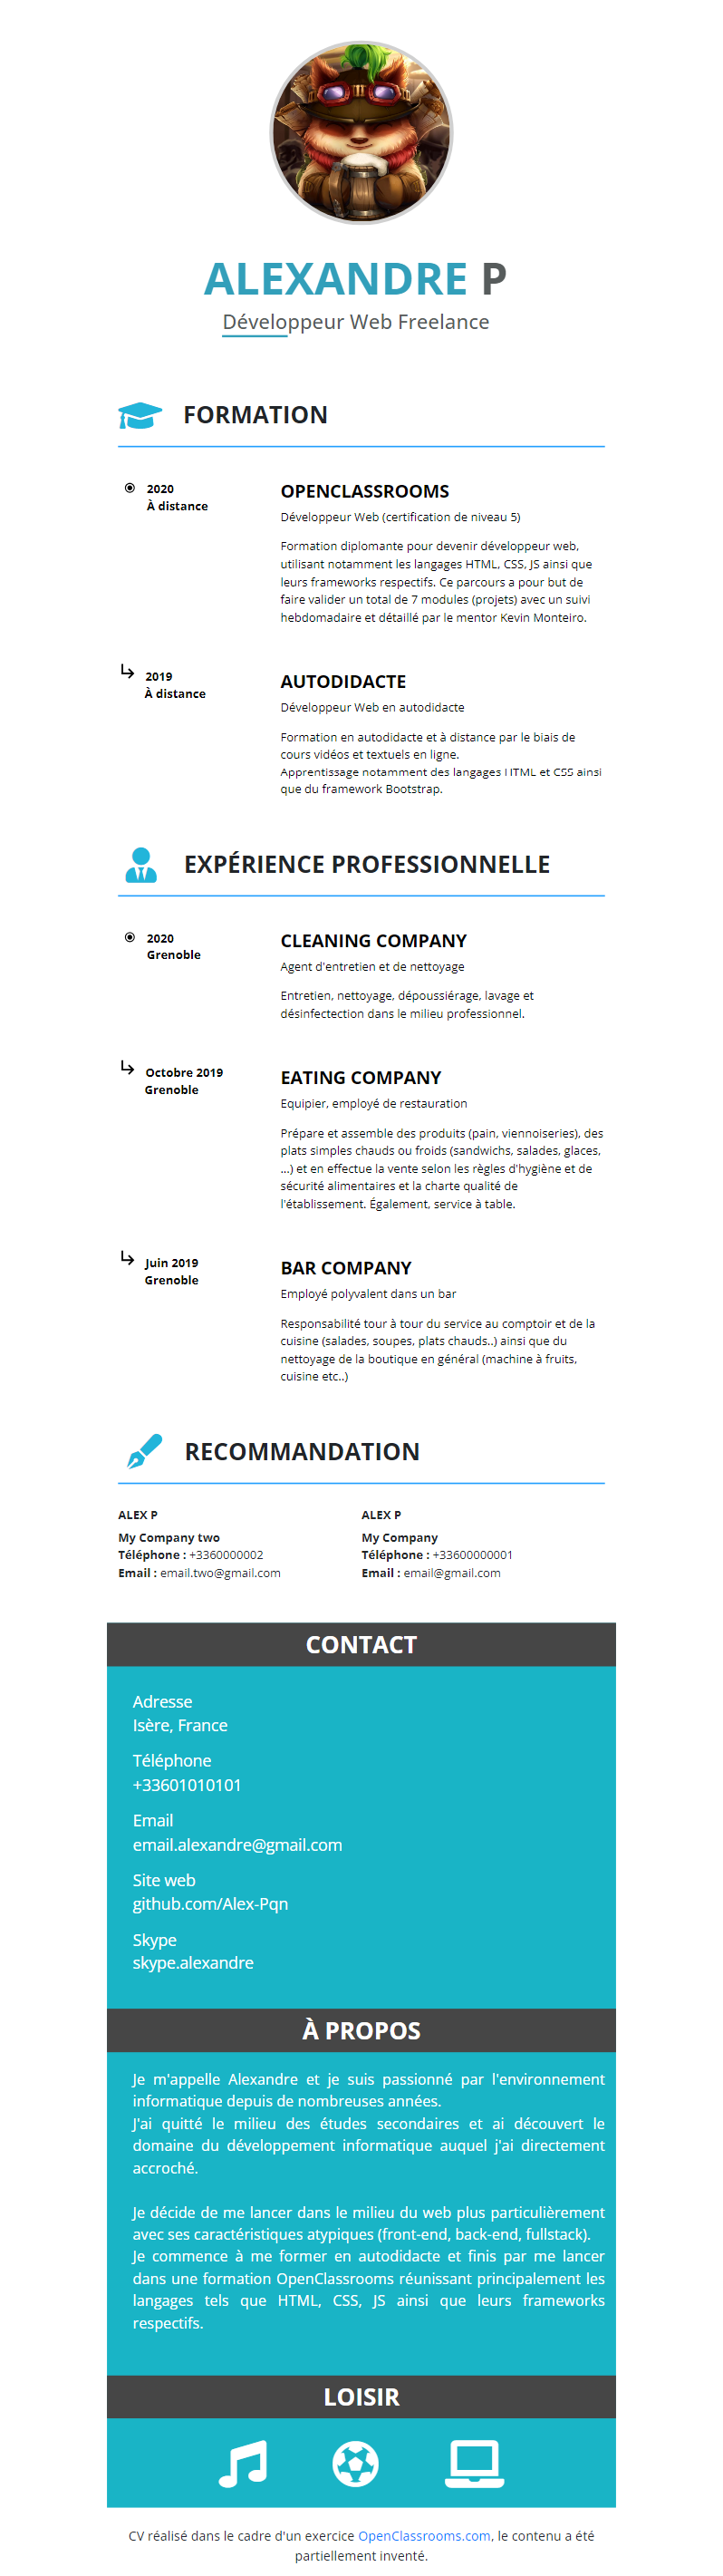 ALEXANDRE P
Développeur Web Freelance
FORMATION
2020
À distance
OPENCLASSROOMS
Développeur Web (certification de niveau 5)
Formation diplomante pour devenir développeur web,
utilisant notamment les langages HTML, CSS, JS ainsi que
leurs frameworks respectifs. Ce parcours a pour but de
faire valider un total de 7 modules (projets) avec un suivi
hebdomadaire et détaillé par le mentor Kevin Monteiro.
2019
À distance
AUTODIDACTE
Développeur Web en autodidacte
Formation en autodidacte et à distance par le biais de
cours vidéos et textuels en ligne.
Apprentissage notamment des langages HTML et CSS ainsi
que du framework Bootstrap.
EXPÉRIENCE PROFESSIONNELLE
2020
Grenoble
CLEANING COMPANY
Agent d'entretien et de nettoyage
Entretien, nettoyage, dépoussiérage, lavage et
désinfectection dans le milieu professionnel.
Octobre 2019
Grenoble
EATING COMPANY
Equipier, employé de restauration
Prépare et assemble des produits (pain, viennoiseries), des
plats simples chauds ou froids (sandwichs, salades, glaces,
...) et en effectue la vente selon les règles d'hygiène et de
sécurité alimentaires et la charte qualité de
l'établissement. Également, service à table.
Juin 2019
Grenoble
BAR COMPANY
Employé polyvalent dans un bar
Responsabilité tour à tour du service au comptoir et de la
cuisine (salades, soupes, plats chauds..) ainsi que du
nettoyage de la boutique en général (machine à fruits,
cuisine etc..)
RECOMMANDATION
ALEX P
My Company two
Téléphone : +3360000002
Email : email.two@gmail.com
ALEX P
My Company
Téléphone : +33600000001
Email : email@gmail.com
CONTACT
Adresse
Isère, France
Téléphone
+33601010101
Email
email.alexandre@gmail.com
Site web
github.com/Alex-Pqn
Skype
skype.alexandre
À PROPOS
Je m'appelle Alexandre et je suis passionné par l'environnement
informatique depuis de nombreuses années.
J'ai quitté le milieu des études secondaires et ai découvert le
domaine du développement informatique auquel j'ai directement
accroché.
Je décide de me lancer dans le milieu du web plus particulièrement
avec ses caractéristiques atypiques (front-end, back-end, fullstack).
Je commence à me former en autodidacte et finis par me lancer
dans une formation OpenClassrooms réunissant principalement les
langages tels que HTML, CSS, JS ainsi que leurs frameworks
respectifs.
LOISIR
CV réalisé dans le cadre d'un exercice OpenClassrooms.com, le contenu a été
partiellement inventé.